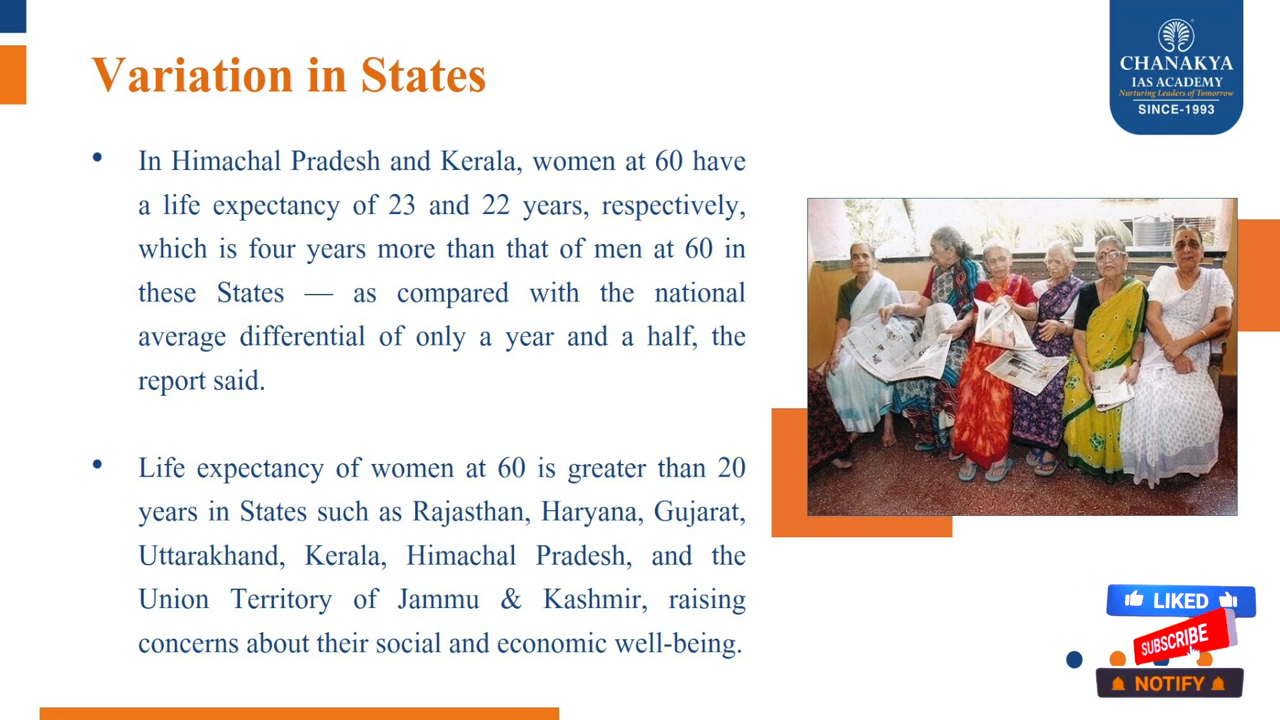 Variation in States
CHANAKYA
IAS ACADEMY
Nurturing Leaders of Tomorrow
SINCE-1993
• In Himachal Pradesh and Kerala, women at 60 have
a life expectancy of 23 and 22 years, respectively,
which is four years more than that of men at 60 in
these States — as compared with the national
average differential of only a year and a half, the
report said.
• Life expectancy of women at 60 is greater than 20
years in States such as Rajasthan, Haryana, Gujarat,
Uttarakhand, Kerala, Himachal Pradesh, and the
Union Territory of Jammu & Kashmir, raising
concerns about their social and economic well-being.
LIKED
SUBSCRIBE
NOTIFY